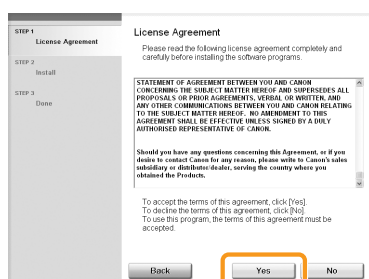 STEP 1
License Agreement
STEP 2
Install
STEP 3
Done
License Agreement
Please read the following license agreement completely and
carefully before installing the software programs.
STATEMENT OF AGREEMENT BETWEEN YOU AND CANON
CONCERNING THE SUBJECT MATTER HEREOF AND SUPERSEDES ALL
PROPOSALS OR PRIOR AGREEMENTS, VERBAL OR WRITTEN, AND
ANY OTHER COMMUNICATIONS BETWEEN YOU AND CANON RELATING
TO THE SUBJECT MATTER HEREOF. NO AMENDMENT TO THIS
AGREEMENT SHALL BE EFFECTIVE UNLESS SIGNED BY A DULY
AUTHORISED REPRESENTATIVE OF CANON.
Should you have any questions concerning this Agreement, or if you
desire to contact Canon for any reason, please write to Canon's sales
subsidiary or distributor/dealer, serving the country where you
obtained the Products.
To accept the terms of this agreement, click [Yes].
To decline the terms of this agreement, click [No].
To use this program, the terms of this agreement must be
accepted.
Back
Yes
No